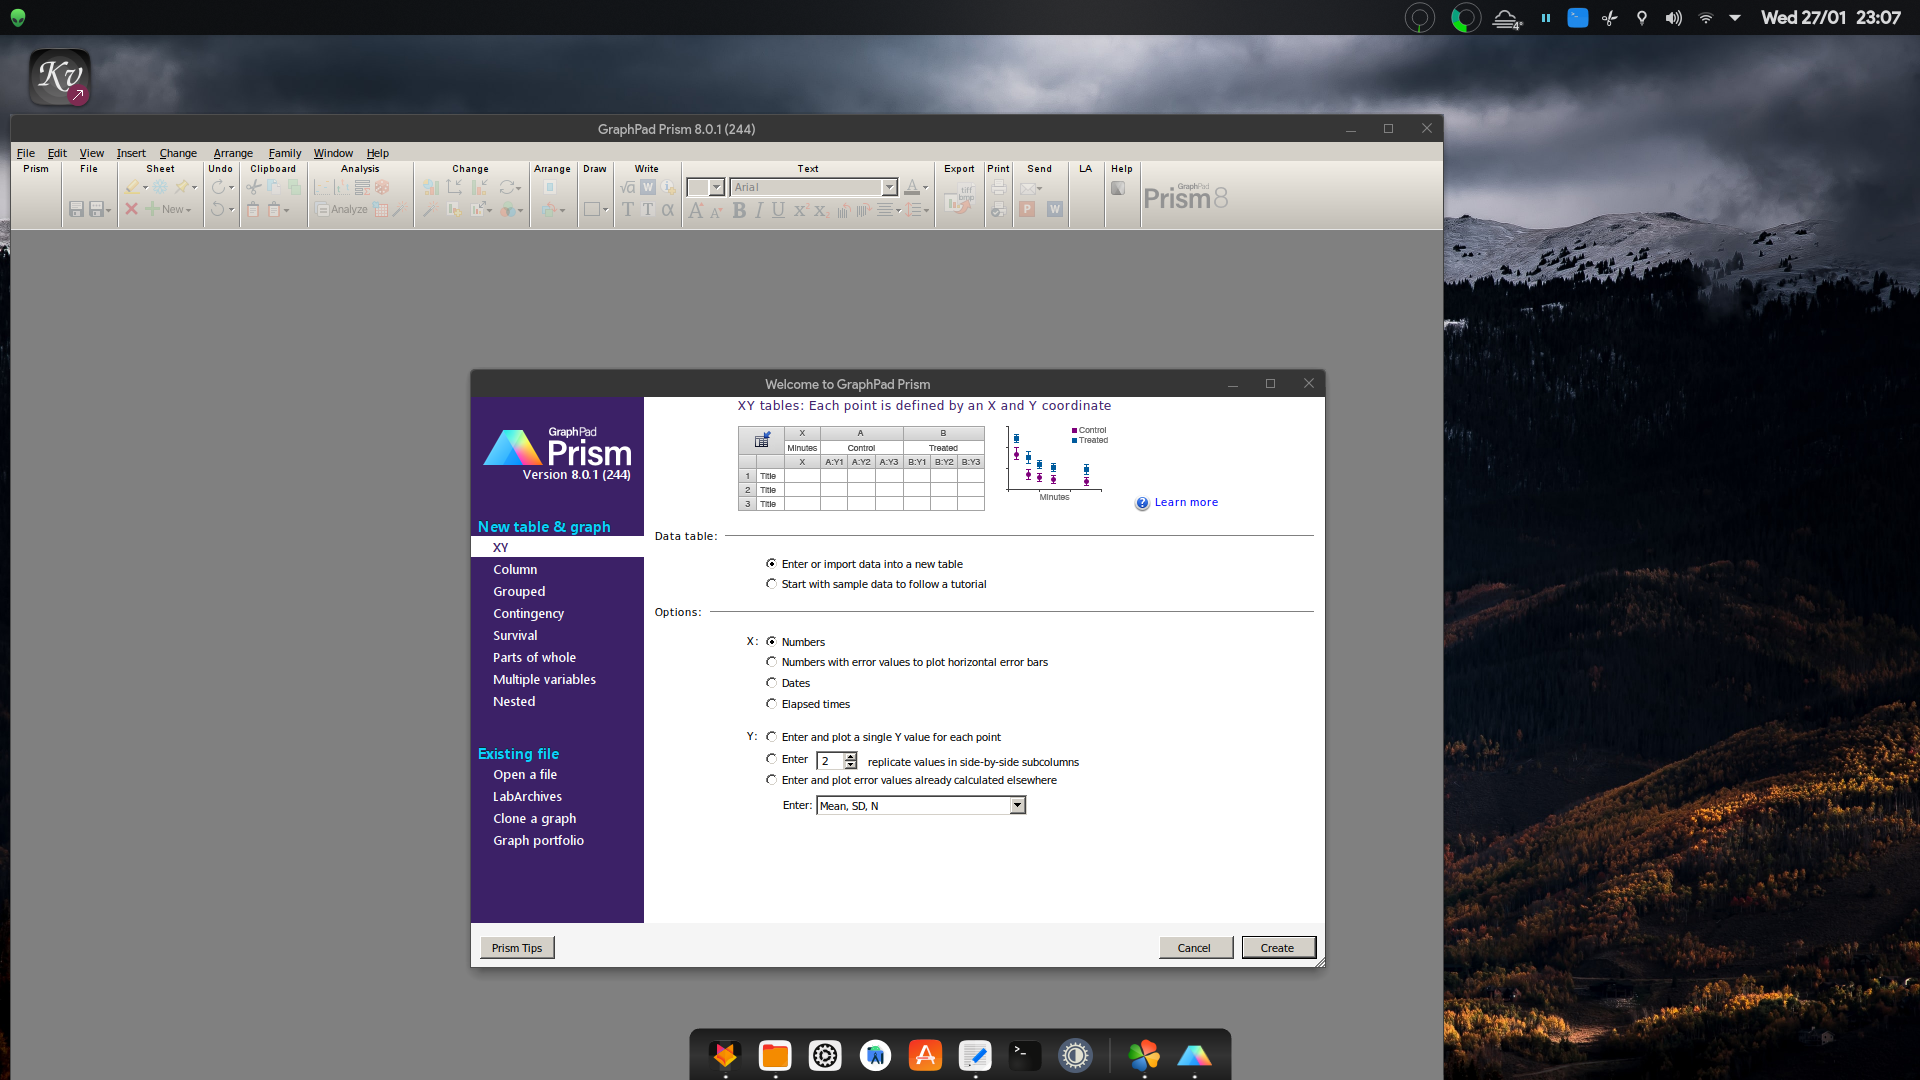 Wed 27/01 23:07
4°
Kv
GraphPad Prism 8.0.1 (244)
File Edit View Insert Change Arrange Family Window Help
Prism File Sheet Undo Clipboard Analysis Change Arrange Draw Write Text Export Print Send LA Help
Arial
tiff
bmp
New
Analyze
GraphPad
Prism 8
Welcome to GraphPad Prism
GraphPad
Prism
Version 8.0.1 (244)
New table & graph
XY
Column
Grouped
Contingency
Survival
Parts of whole
Multiple variables
Nested
Existing file
Open a file
LabArchives
Clone a graph
Graph portfolio
XY tables: Each point is defined by an X and Y coordinate
X A B
Minutes Control Treated
X A:Y1 A:Y2 A:Y3 B:Y1 B:Y2 B:Y3
1 Title
2 Title
3 Title
Control
Treated
Minutes
Learn more
Data table:
Enter or import data into a new table
Start with sample data to follow a tutorial
Options:
X: Numbers
Numbers with error values to plot horizontal error bars
Dates
Elapsed times
Y: Enter and plot a single Y value for each point
Enter 2 replicate values in side-by-side subcolumns
Enter and plot error values already calculated elsewhere
Enter: Mean, SD, N
Prism Tips
Cancel
Create